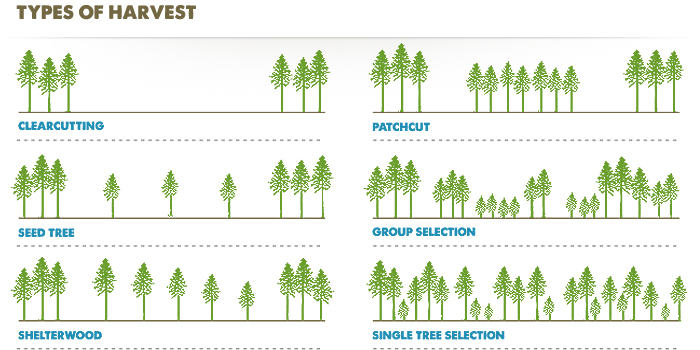 TYPES OF HARVEST
CLEARCUTTING
PATCHCUT
SEED TREE
GROUP SELECTION
SHELTERWOOD
SINGLE TREE SELECTION